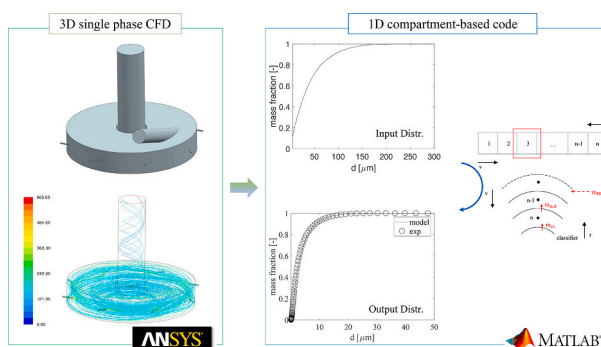 3D single phase CFD
605.00
484.00
363.00
242.00
121.00
0.00
ANSYS®
1D compartment-based code
mass fraction [-]
1
0.8
0.6
0.4
0.2
0
Input Distr.
50 100 150 200 250 300
d [μm]
mass fraction [-]
1
0.8
0.6
0.4
0.2
0
model
exp
Output Distr.
0 10 20 30 40 50
d [μm]
1 2 3 ... n-1 n
v
v
n-1
n
classifier
r
MATLAB®